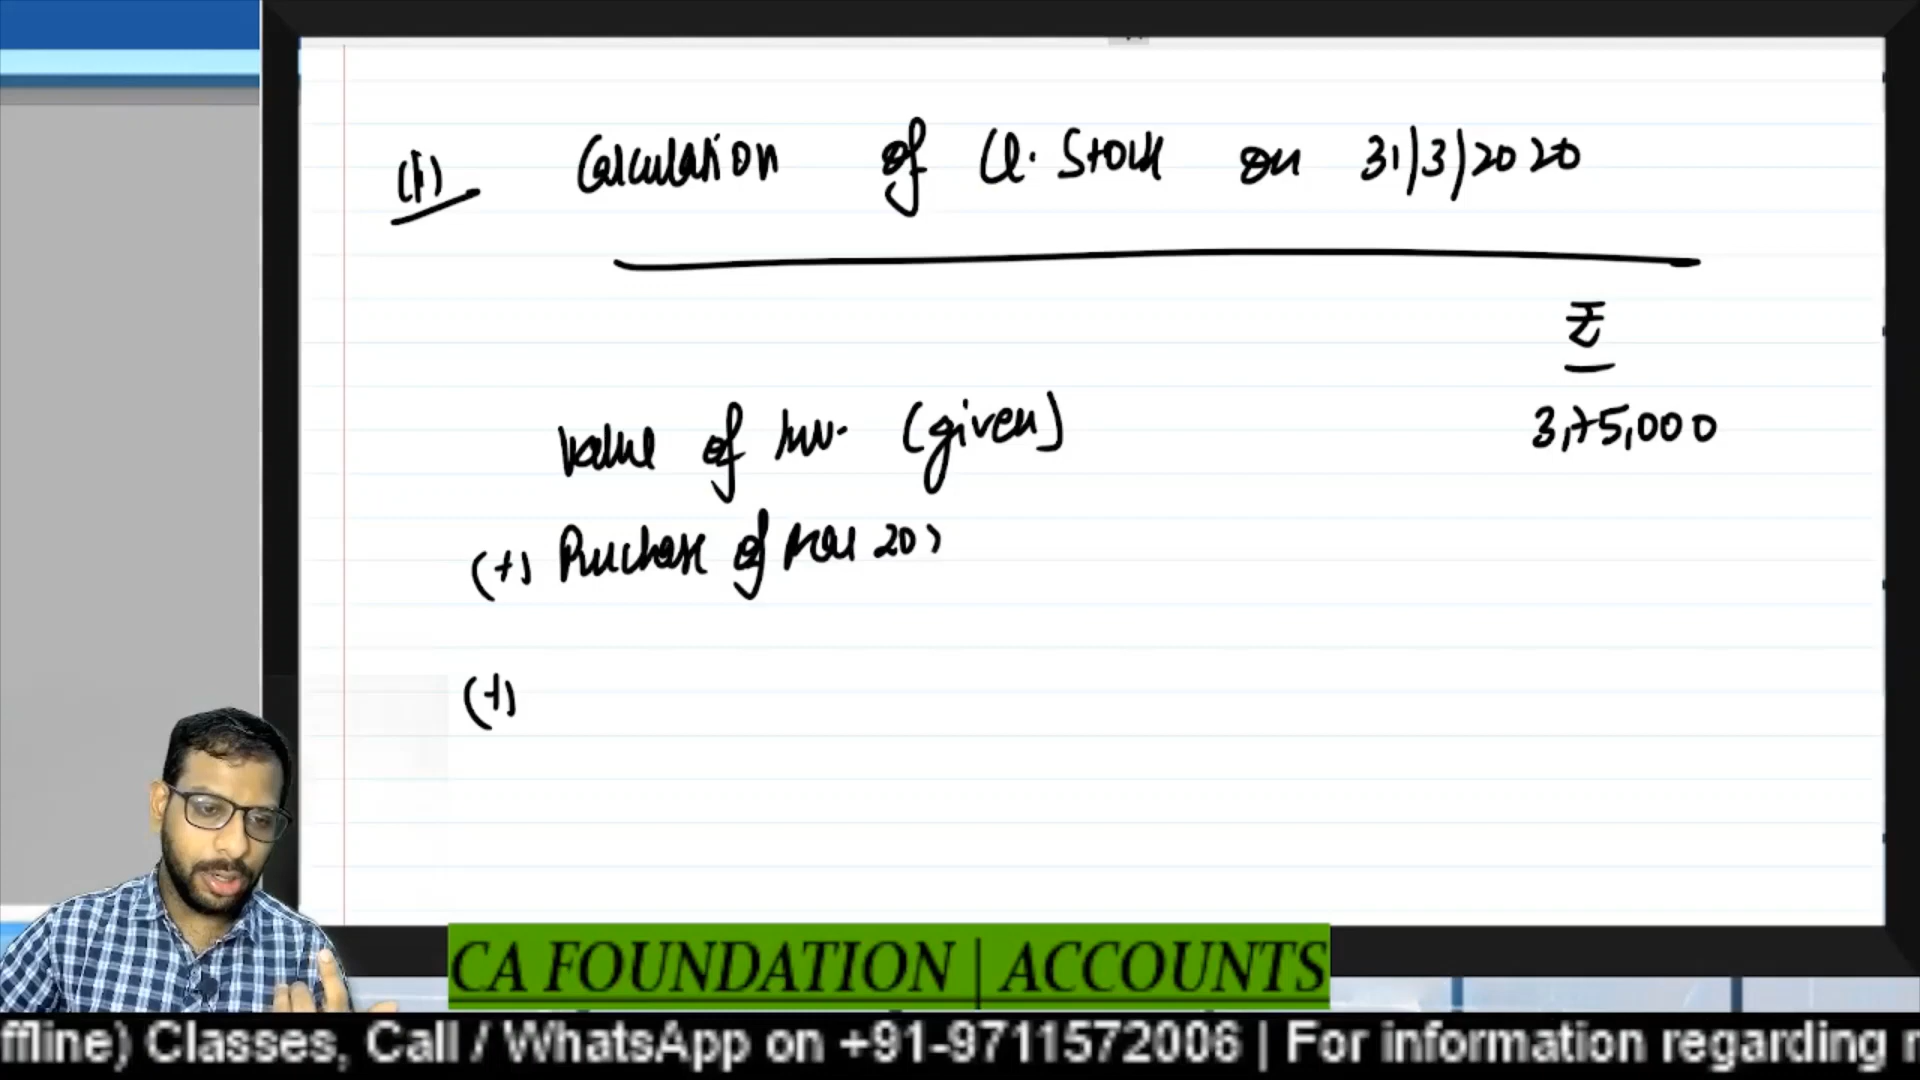 (i) Calculation of Cl. Stock on 31/3/2020
₹
Value of inv. (given) 3,75,000
(+) Purchase of Mar 20
(+)
CA FOUNDATION | ACCOUNTS
ffline) Classes, Call / WhatsApp on +91-9711572006 | For information regarding